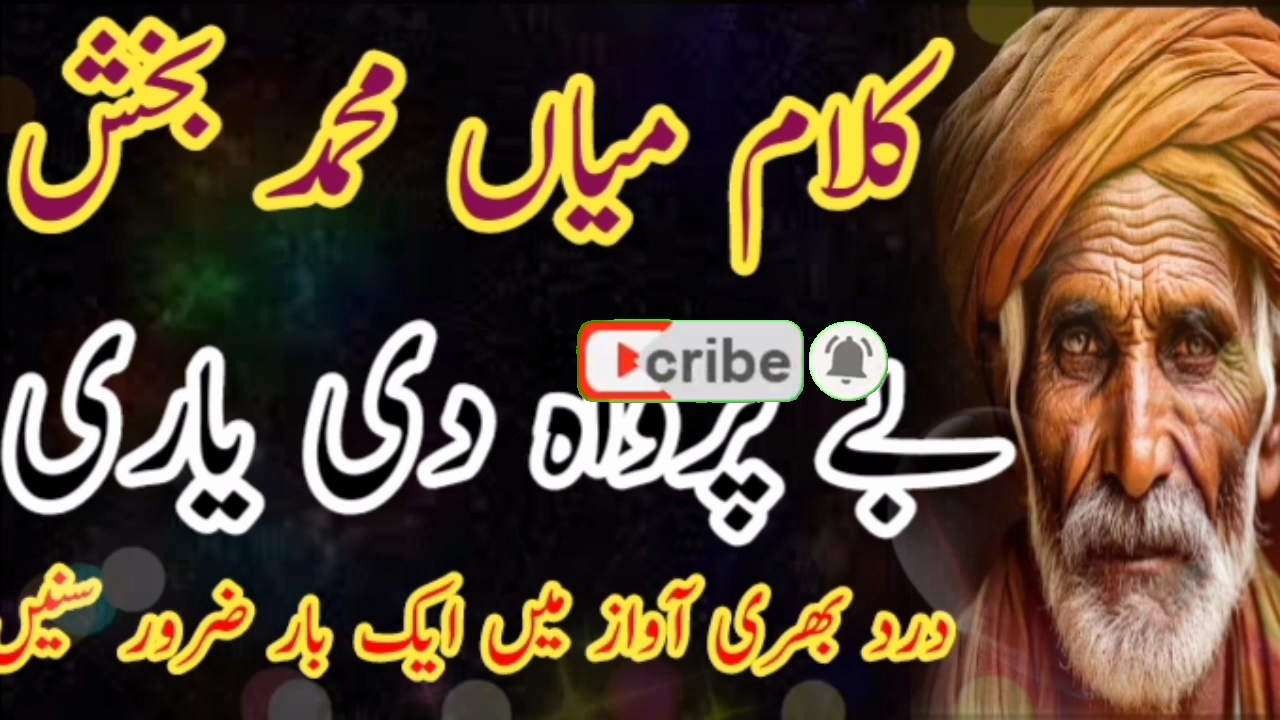 کلام میاں محمد بخش
بے پرواہ دی یاری
cribe
درد بھری آواز میں ایک بار ضرور سنیں